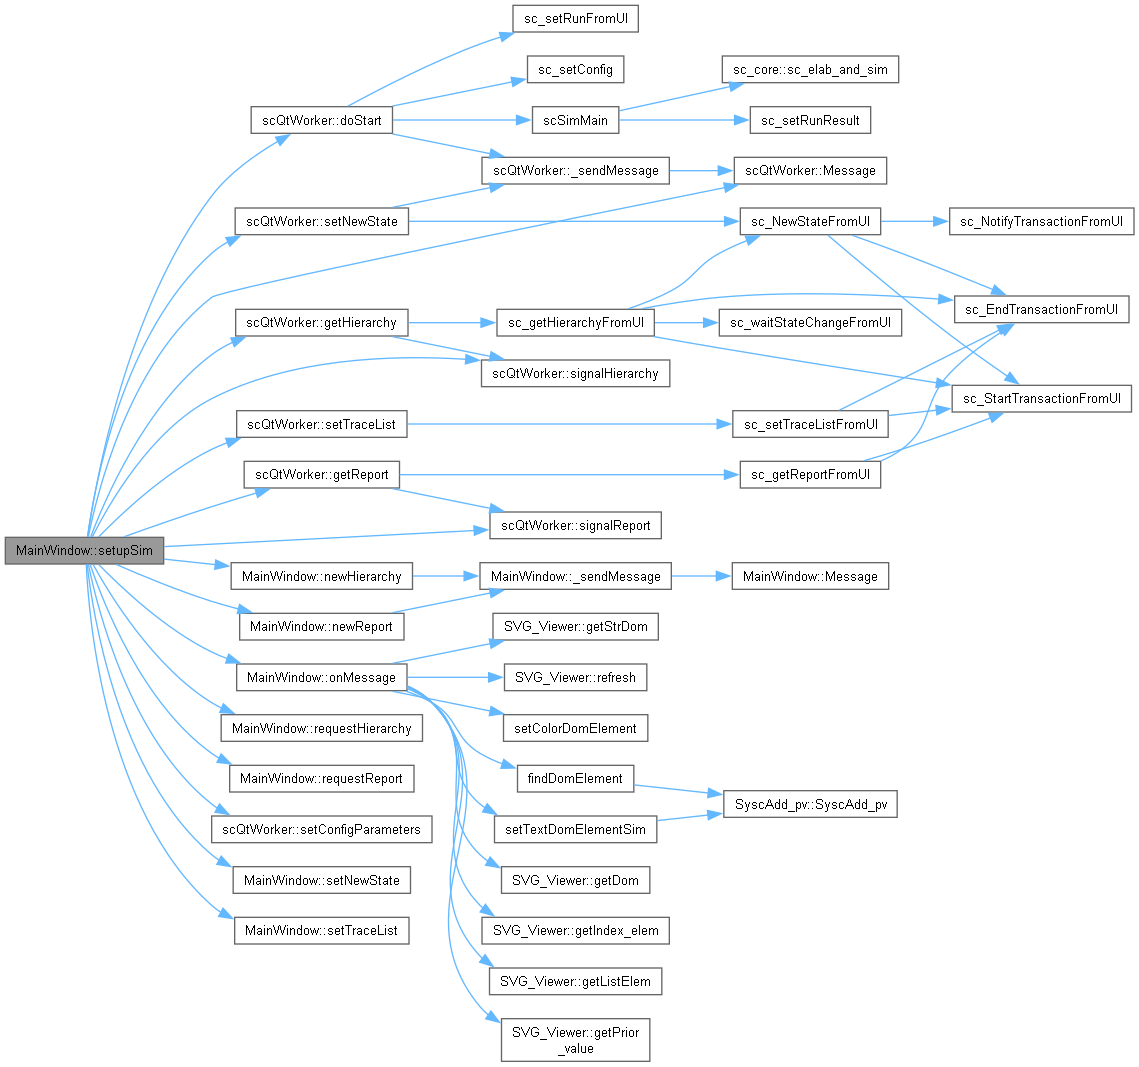 sc_setRunFromUI
sc_setConfig
sc_core::sc_elab_and_sim
scQtWorker::doStart
scSimMain
sc_setRunResult
scQtWorker::_sendMessage
scQtWorker::Message
scQtWorker::setNewState
sc_NewStateFromUI
sc_NotifyTransactionFromUI
sc_EndTransactionFromUI
scQtWorker::getHierarchy
sc_getHierarchyFromUI
sc_waitStateChangeFromUI
scQtWorker::signalHierarchy
sc_StartTransactionFromUI
scQtWorker::setTraceList
sc_setTraceListFromUI
scQtWorker::getReport
sc_getReportFromUI
scQtWorker::signalReport
MainWindow::setupSim
MainWindow::newHierarchy
MainWindow::_sendMessage
MainWindow::Message
MainWindow::newReport
SVG_Viewer::getStrDom
MainWindow::onMessage
SVG_Viewer::refresh
MainWindow::requestHierarchy
setColorDomElement
MainWindow::requestReport
findDomElement
SyscAdd_pv::SyscAdd_pv
scQtWorker::setConfigParameters
setTextDomElementSim
MainWindow::setNewState
SVG_Viewer::getDom
MainWindow::setTraceList
SVG_Viewer::getIndex_elem
SVG_Viewer::getListElem
SVG_Viewer::getPrior
_value